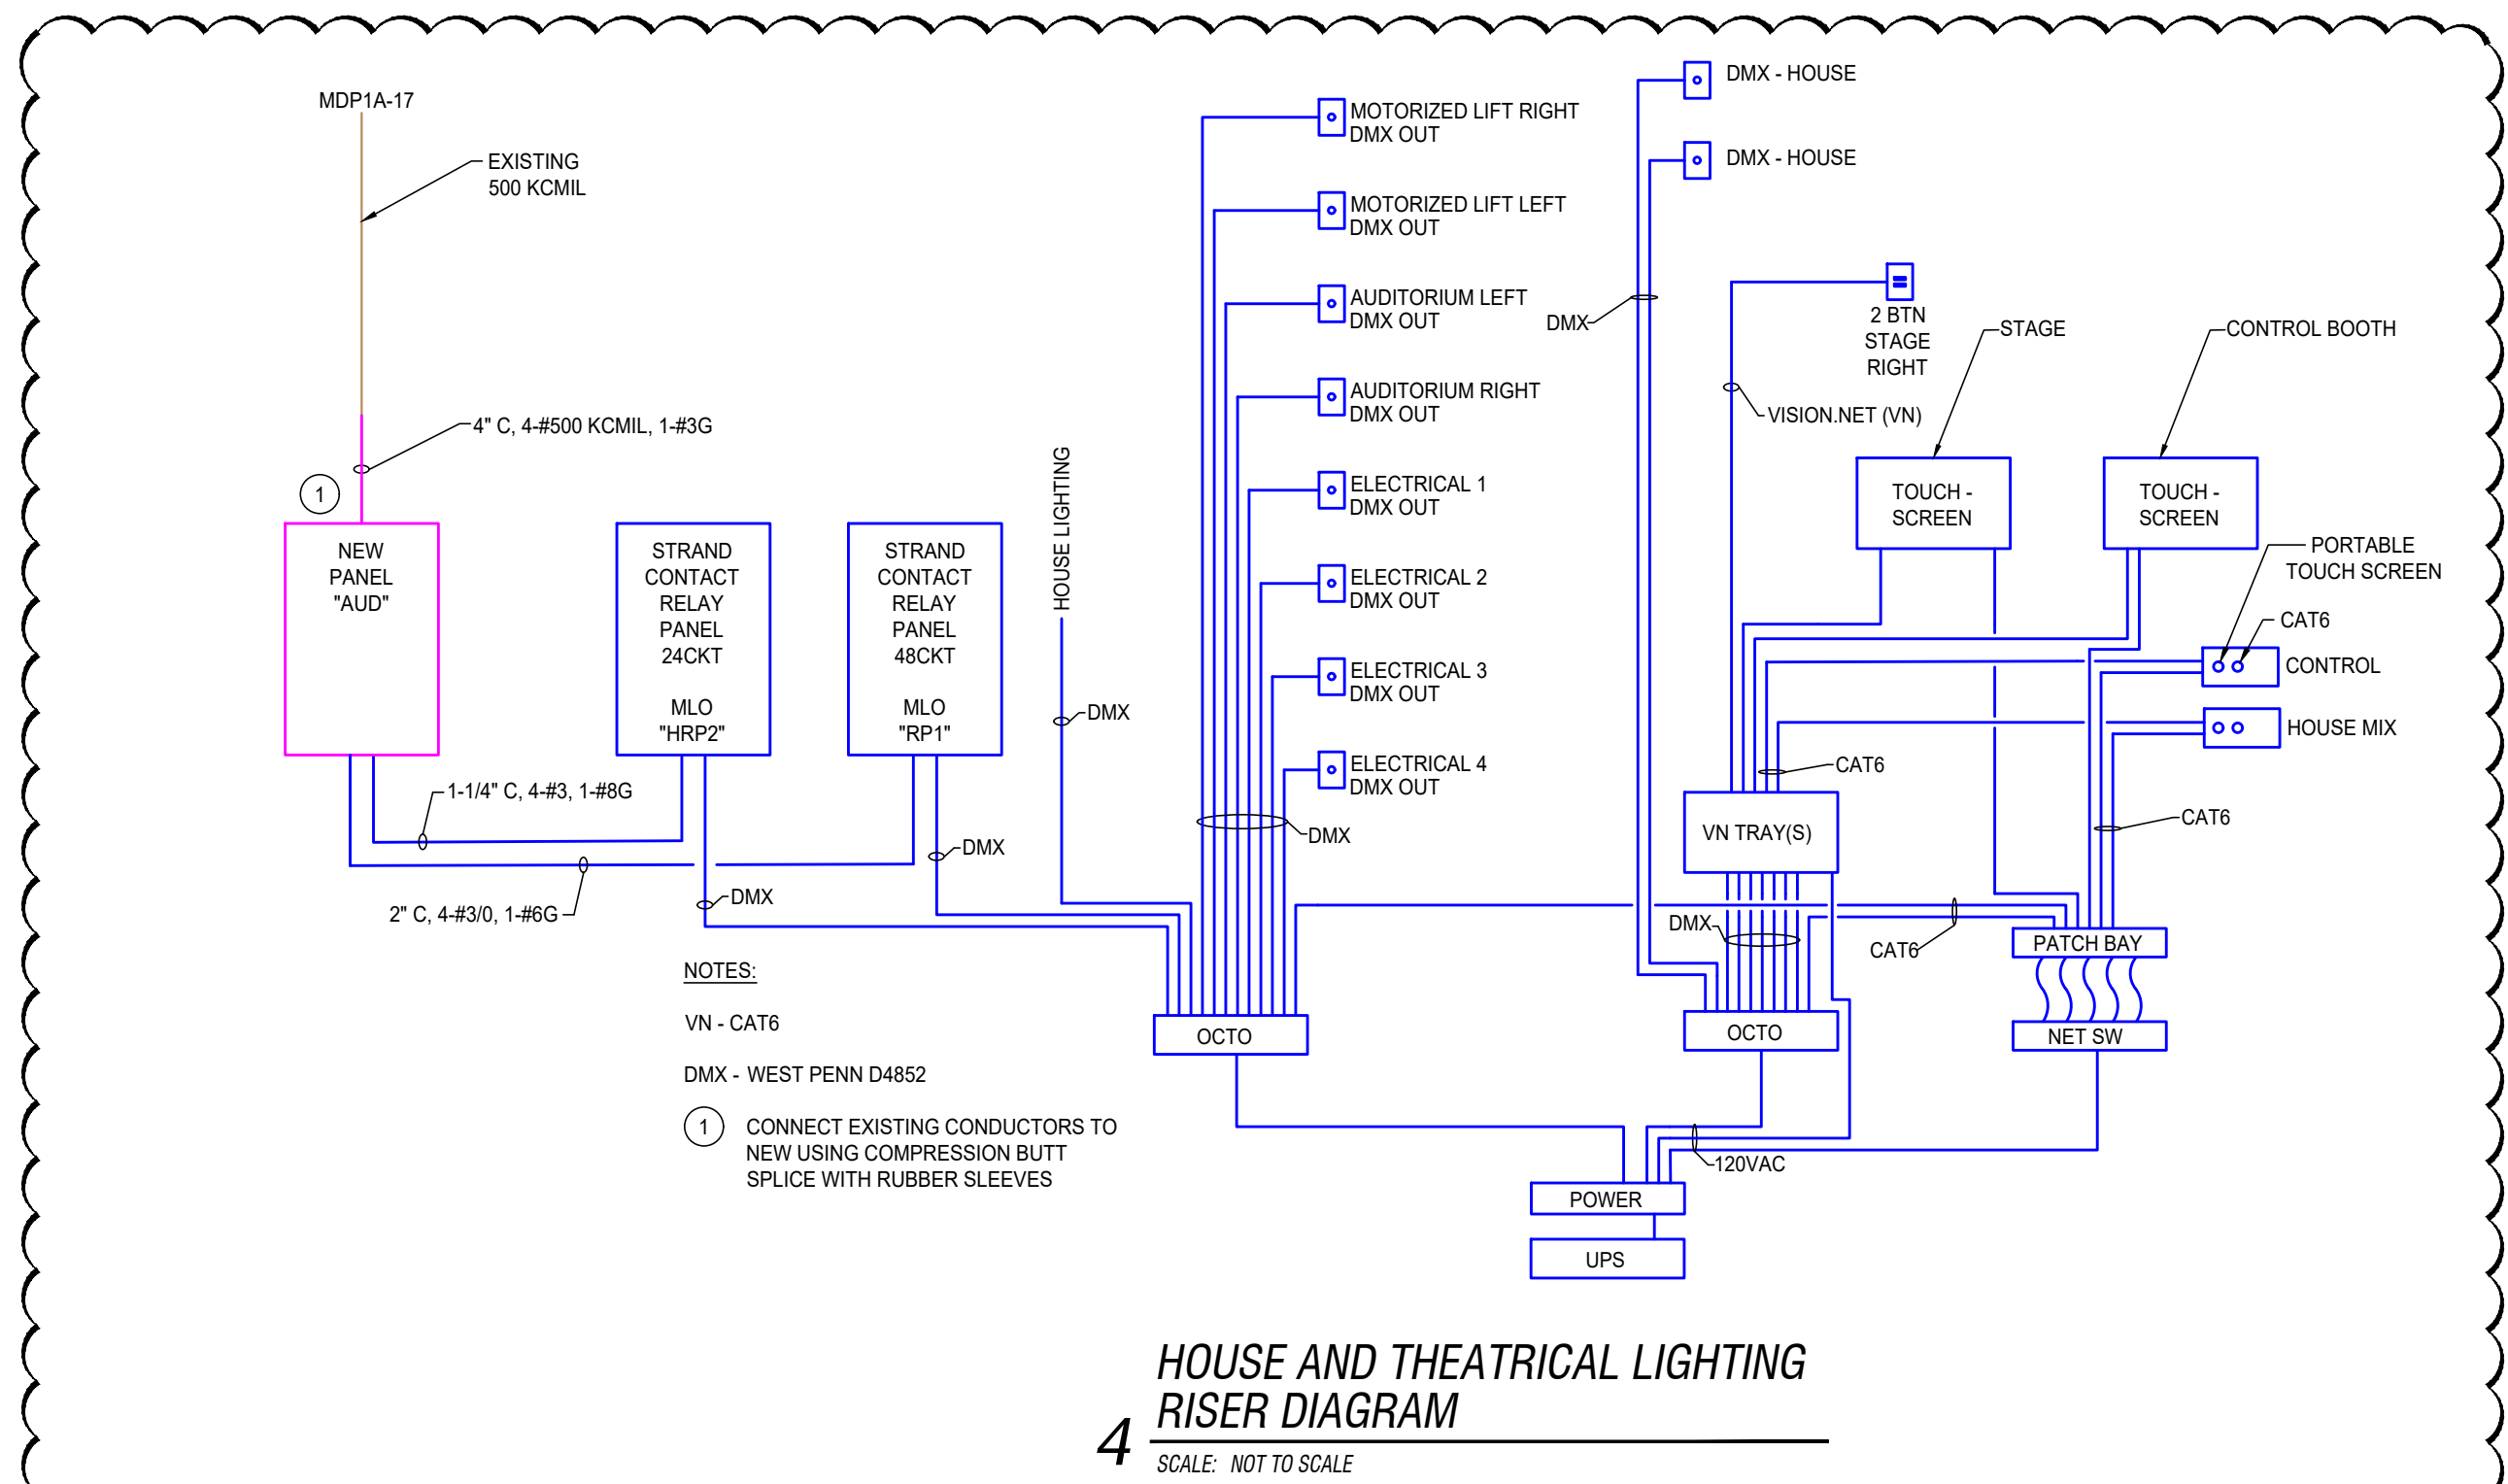 MDP1A-17
EXISTING
500 KCMIL
4" C, 4-#500 KCMIL, 1-#3G
1
NEW
PANEL
"AUD"
STRAND
CONTACT
RELAY
PANEL
24CKT
MLO
"HRP2"
STRAND
CONTACT
RELAY
PANEL
48CKT
MLO
"RP1"
1-1/4" C, 4-#3, 1-#8G
2" C, 4-#3/0, 1-#6G
DMX
DMX
HOUSE LIGHTING
DMX
MOTORIZED LIFT RIGHT
DMX OUT
MOTORIZED LIFT LEFT
DMX OUT
AUDITORIUM LEFT
DMX OUT
AUDITORIUM RIGHT
DMX OUT
ELECTRICAL 1
DMX OUT
ELECTRICAL 2
DMX OUT
ELECTRICAL 3
DMX OUT
ELECTRICAL 4
DMX OUT
DMX
DMX - HOUSE
DMX - HOUSE
DMX
2 BTN
STAGE
RIGHT
VISION.NET (VN)
STAGE
CONTROL BOOTH
TOUCH -
SCREEN
TOUCH -
SCREEN
PORTABLE
TOUCH SCREEN
CAT6
CONTROL
HOUSE MIX
CAT6
CAT6
VN TRAY(S)
DMX
CAT6
PATCH BAY
NET SW
OCTO
OCTO
120VAC
POWER
UPS
NOTES:
VN - CAT6
DMX - WEST PENN D4852
1 CONNECT EXISTING CONDUCTORS TO
NEW USING COMPRESSION BUTT
SPLICE WITH RUBBER SLEEVES
4 HOUSE AND THEATRICAL LIGHTING
RISER DIAGRAM
SCALE: NOT TO SCALE